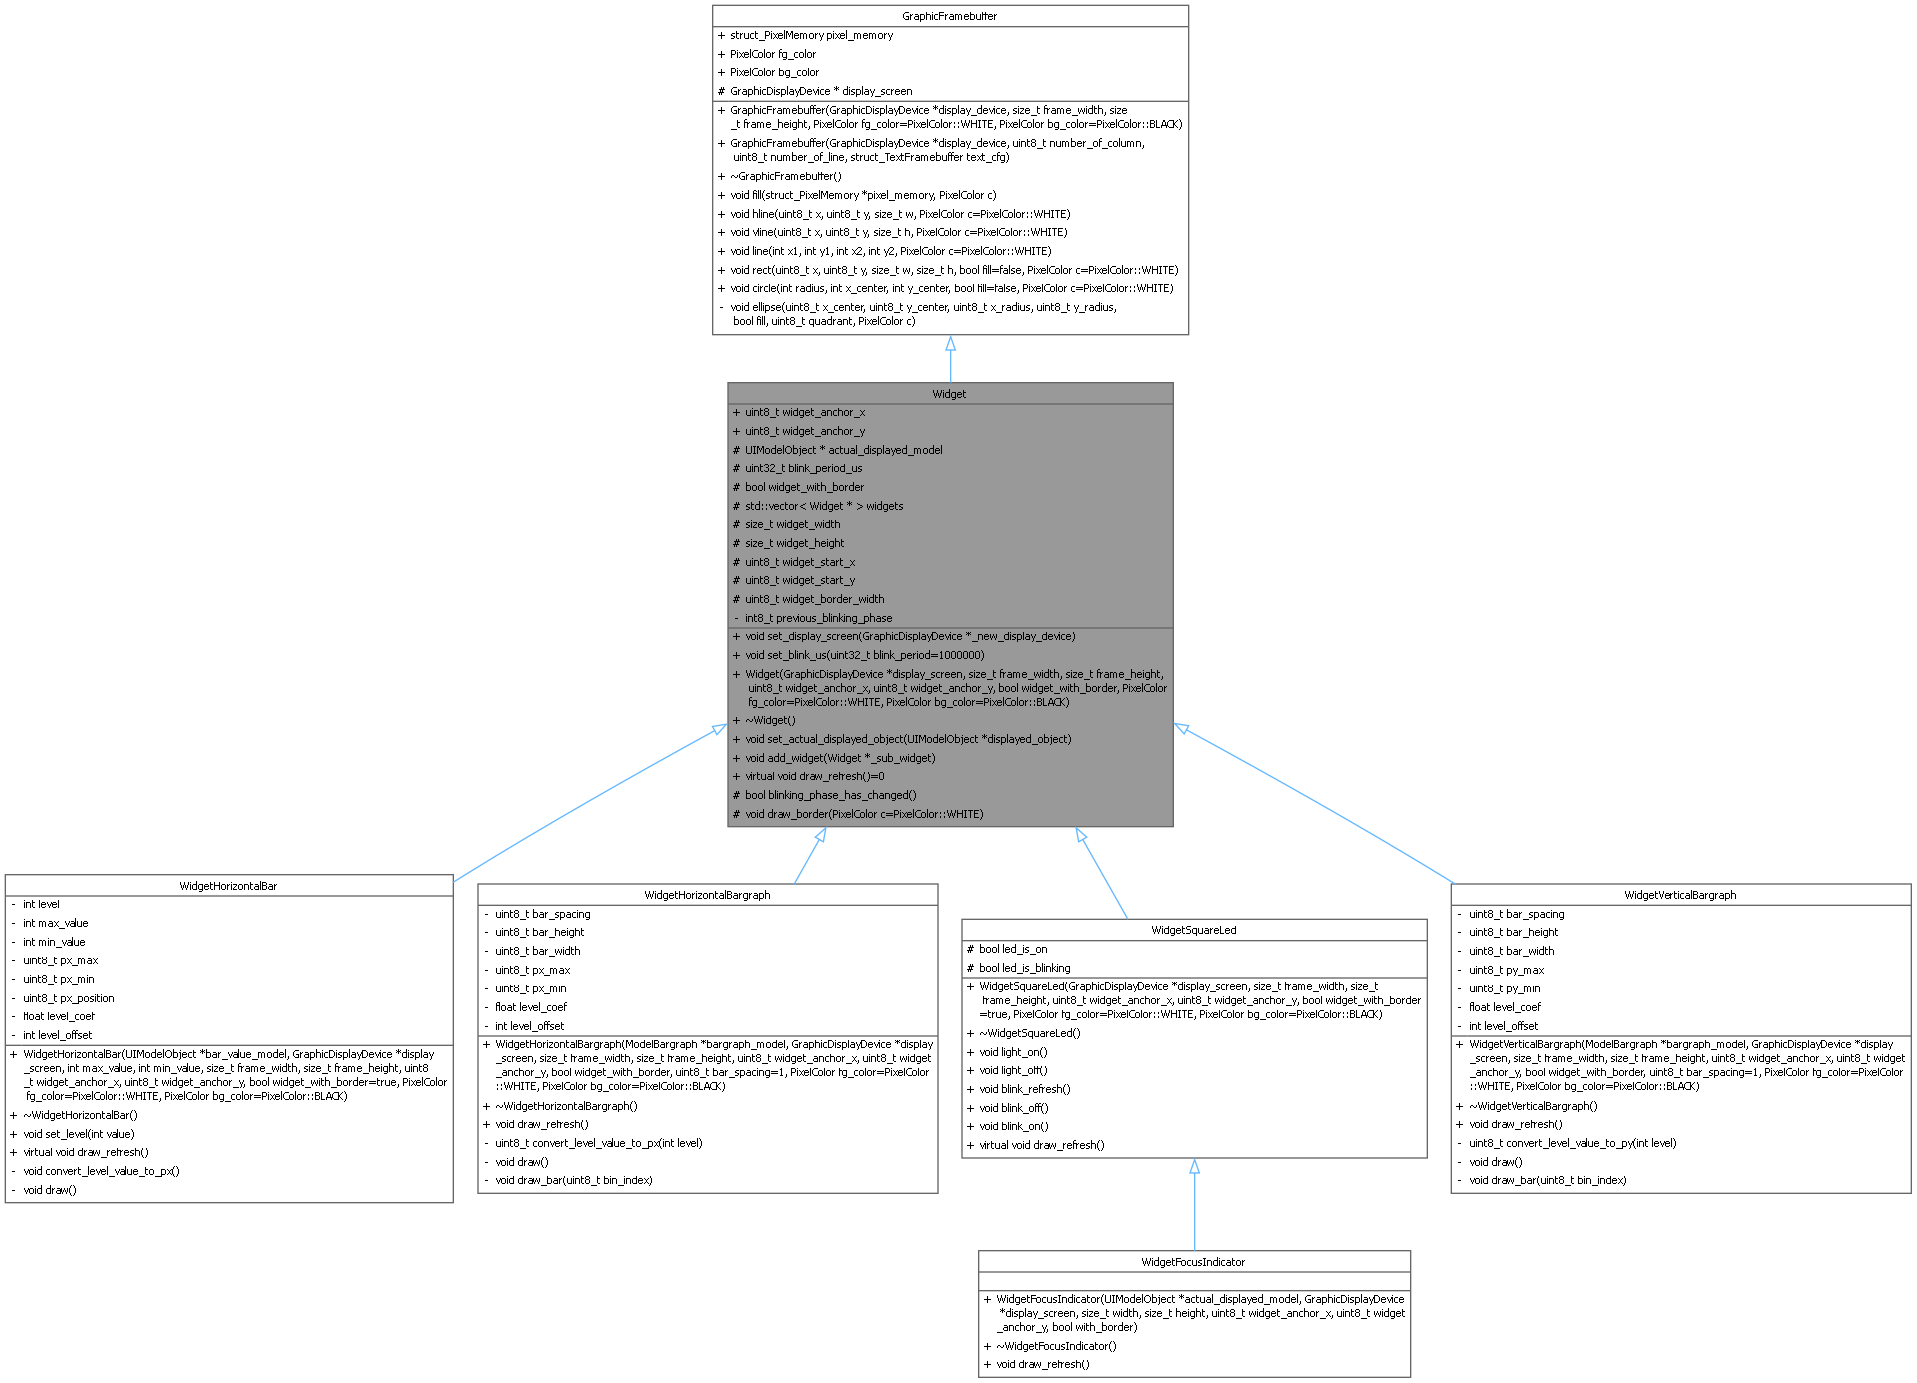 GraphicFramebuffer
+ struct_PixelMemory pixel_memory
+ PixelColor fg_color
+ PixelColor bg_color
# GraphicDisplayDevice * display_screen
+ GraphicFramebuffer(GraphicDisplayDevice *display_device, size_t frame_width, size
_t frame_height, PixelColor fg_color=PixelColor::WHITE, PixelColor bg_color=PixelColor::BLACK)
+ GraphicFramebuffer(GraphicDisplayDevice *display_device, uint8_t number_of_column,
uint8_t number_of_line, struct_TextFramebuffer text_cfg)
+ ~GraphicFramebuffer()
+ void fill(struct_PixelMemory *pixel_memory, PixelColor c)
+ void hline(uint8_t x, uint8_t y, size_t w, PixelColor c=PixelColor::WHITE)
+ void vline(uint8_t x, uint8_t y, size_t h, PixelColor c=PixelColor::WHITE)
+ void line(int x1, int y1, int x2, int y2, PixelColor c=PixelColor::WHITE)
+ void rect(uint8_t x, uint8_t y, size_t w, size_t h, bool fill=false, PixelColor c=PixelColor::WHITE)
+ void circle(int radius, int x_center, int y_center, bool fill=false, PixelColor c=PixelColor::WHITE)
- void ellipse(uint8_t x_center, uint8_t y_center, uint8_t x_radius, uint8_t y_radius,
bool fill, uint8_t quadrant, PixelColor c)
Widget
+ uint8_t widget_anchor_x
+ uint8_t widget_anchor_y
# UIModelObject * actual_displayed_model
# uint32_t blink_period_us
# bool widget_with_border
# std::vector< Widget * > widgets
# size_t widget_width
# size_t widget_height
# uint8_t widget_start_x
# uint8_t widget_start_y
# uint8_t widget_border_width
- int8_t previous_blinking_phase
+ void set_display_screen(GraphicDisplayDevice *_new_display_device)
+ void set_blink_us(uint32_t blink_period=1000000)
+ Widget(GraphicDisplayDevice *display_screen, size_t frame_width, size_t frame_height,
uint8_t widget_anchor_x, uint8_t widget_anchor_y, bool widget_with_border, PixelColor
fg_color=PixelColor::WHITE, PixelColor bg_color=PixelColor::BLACK)
+ ~Widget()
+ void set_actual_displayed_object(UIModelObject *displayed_object)
+ void add_widget(Widget *_sub_widget)
+ virtual void draw_refresh()=0
# bool blinking_phase_has_changed()
# void draw_border(PixelColor c=PixelColor::WHITE)
WidgetHorizontalBar
- int level
- int max_value
- int min_value
- uint8_t px_max
- uint8_t px_min
- uint8_t px_position
- float level_coef
- int level_offset
+ WidgetHorizontalBar(UIModelObject *bar_value_model, GraphicDisplayDevice *display
_screen, int max_value, int min_value, size_t frame_width, size_t frame_height, uint8
_t widget_anchor_x, uint8_t widget_anchor_y, bool widget_with_border=true, PixelColor
fg_color=PixelColor::WHITE, PixelColor bg_color=PixelColor::BLACK)
+ ~WidgetHorizontalBar()
+ void set_level(int value)
+ virtual void draw_refresh()
- void convert_level_value_to_px()
- void draw()
WidgetHorizontalBargraph
- uint8_t bar_spacing
- uint8_t bar_height
- uint8_t bar_width
- uint8_t px_max
- uint8_t px_min
- float level_coef
- int level_offset
+ WidgetHorizontalBargraph(ModelBargraph *bargraph_model, GraphicDisplayDevice *display
_screen, size_t frame_width, size_t frame_height, uint8_t widget_anchor_x, uint8_t widget
_anchor_y, bool widget_with_border, uint8_t bar_spacing=1, PixelColor fg_color=PixelColor
::WHITE, PixelColor bg_color=PixelColor::BLACK)
+ ~WidgetHorizontalBargraph()
+ void draw_refresh()
- uint8_t convert_level_value_to_px(int level)
- void draw()
- void draw_bar(uint8_t bin_index)
WidgetSquareLed
# bool led_is_on
# bool led_is_blinking
+ WidgetSquareLed(GraphicDisplayDevice *display_screen, size_t frame_width, size_t
frame_height, uint8_t widget_anchor_x, uint8_t widget_anchor_y, bool widget_with_border
=true, PixelColor fg_color=PixelColor::WHITE, PixelColor bg_color=PixelColor::BLACK)
+ ~WidgetSquareLed()
+ void light_on()
+ void light_off()
+ void blink_refresh()
+ void blink_off()
+ void blink_on()
+ virtual void draw_refresh()
WidgetVerticalBargraph
- uint8_t bar_spacing
- uint8_t bar_height
- uint8_t bar_width
- uint8_t py_max
- uint8_t py_min
- float level_coef
- int level_offset
+ WidgetVerticalBargraph(ModelBargraph *bargraph_model, GraphicDisplayDevice *display
_screen, size_t frame_width, size_t frame_height, uint8_t widget_anchor_x, uint8_t widget
_anchor_y, bool widget_with_border, uint8_t bar_spacing=1, PixelColor fg_color=PixelColor
::WHITE, PixelColor bg_color=PixelColor::BLACK)
+ ~WidgetVerticalBargraph()
+ void draw_refresh()
- uint8_t convert_level_value_to_py(int level)
- void draw()
- void draw_bar(uint8_t bin_index)
WidgetFocusIndicator
+ WidgetFocusIndicator(UIModelObject *actual_displayed_model, GraphicDisplayDevice
*display_screen, size_t width, size_t height, uint8_t widget_anchor_x, uint8_t widget
_anchor_y, bool with_border)
+ ~WidgetFocusIndicator()
+ void draw_refresh()